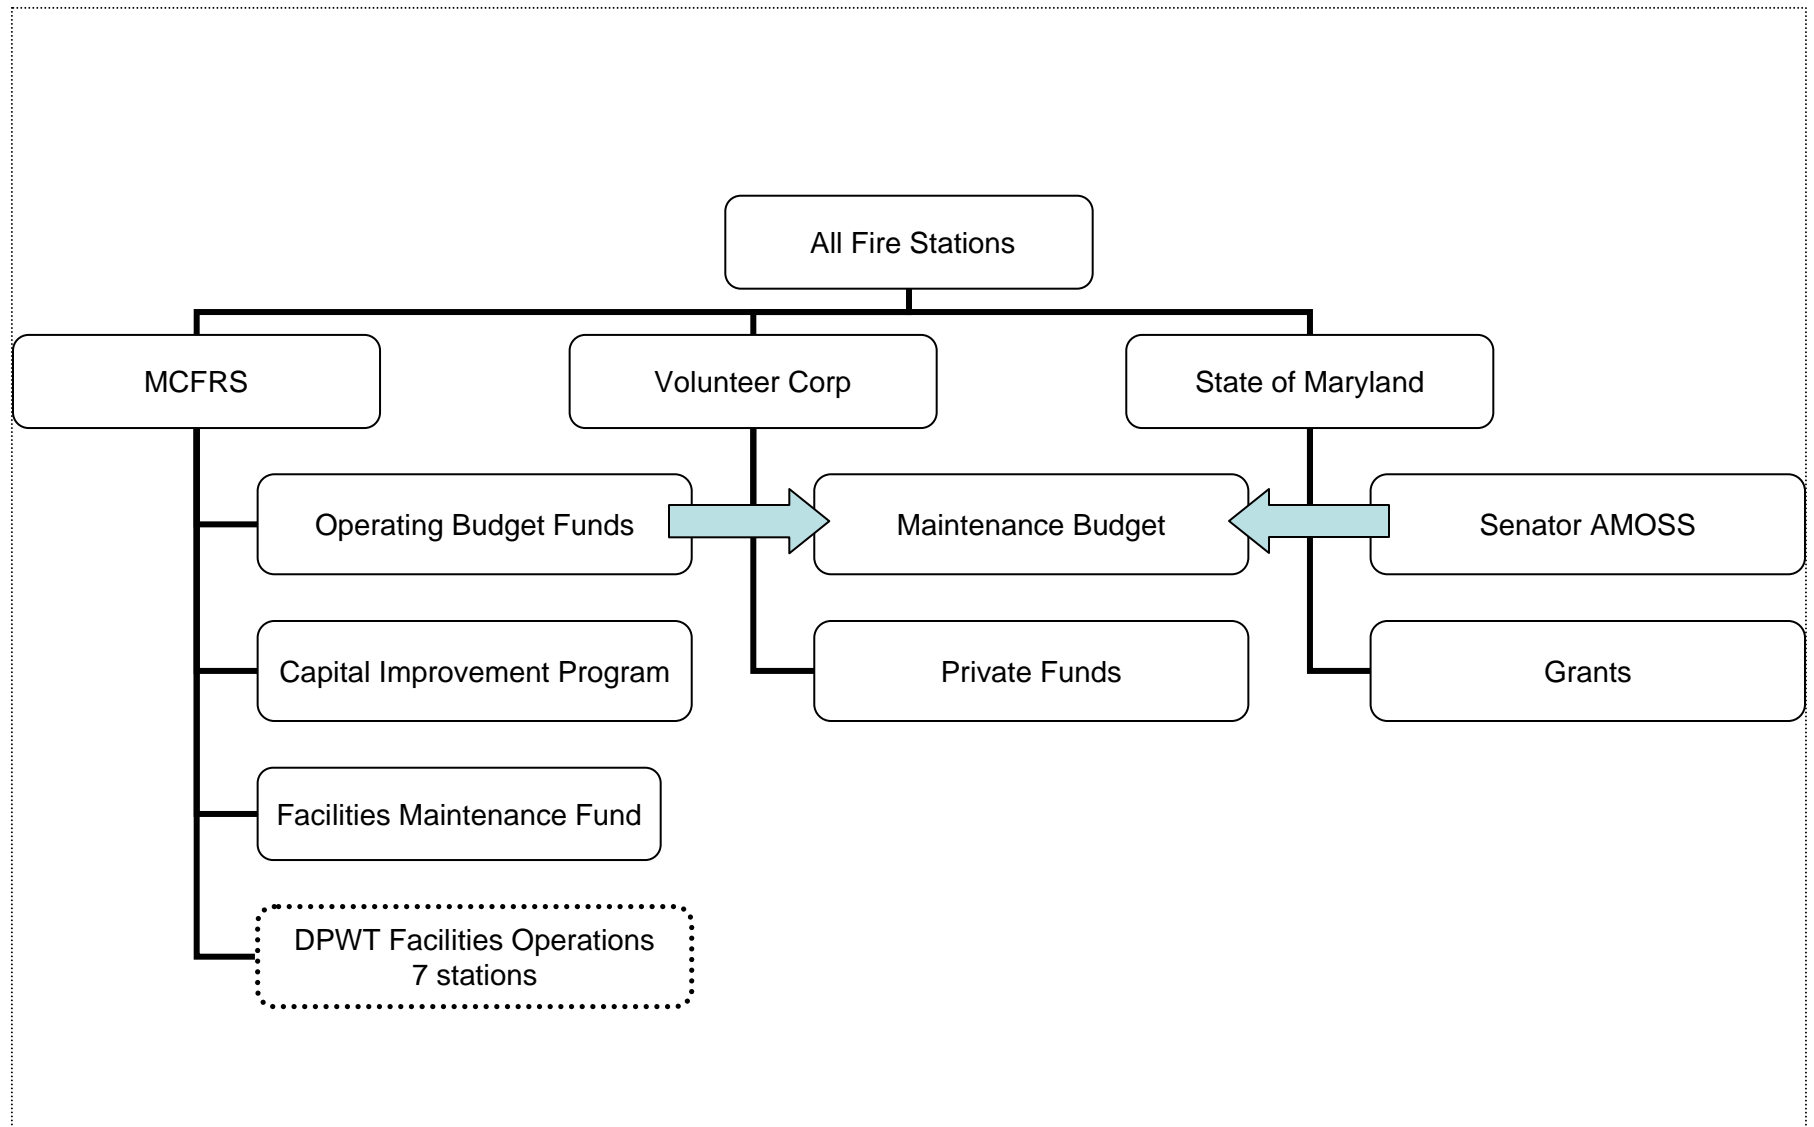 All Fire Stations
MCFRS
Volunteer Corp
State of Maryland
Operating Budget Funds
Maintenance Budget
Senator AMOSS
Capital Improvement Program
Private Funds
Grants
Facilities Maintenance Fund
DPWT Facilities Operations
7 stations